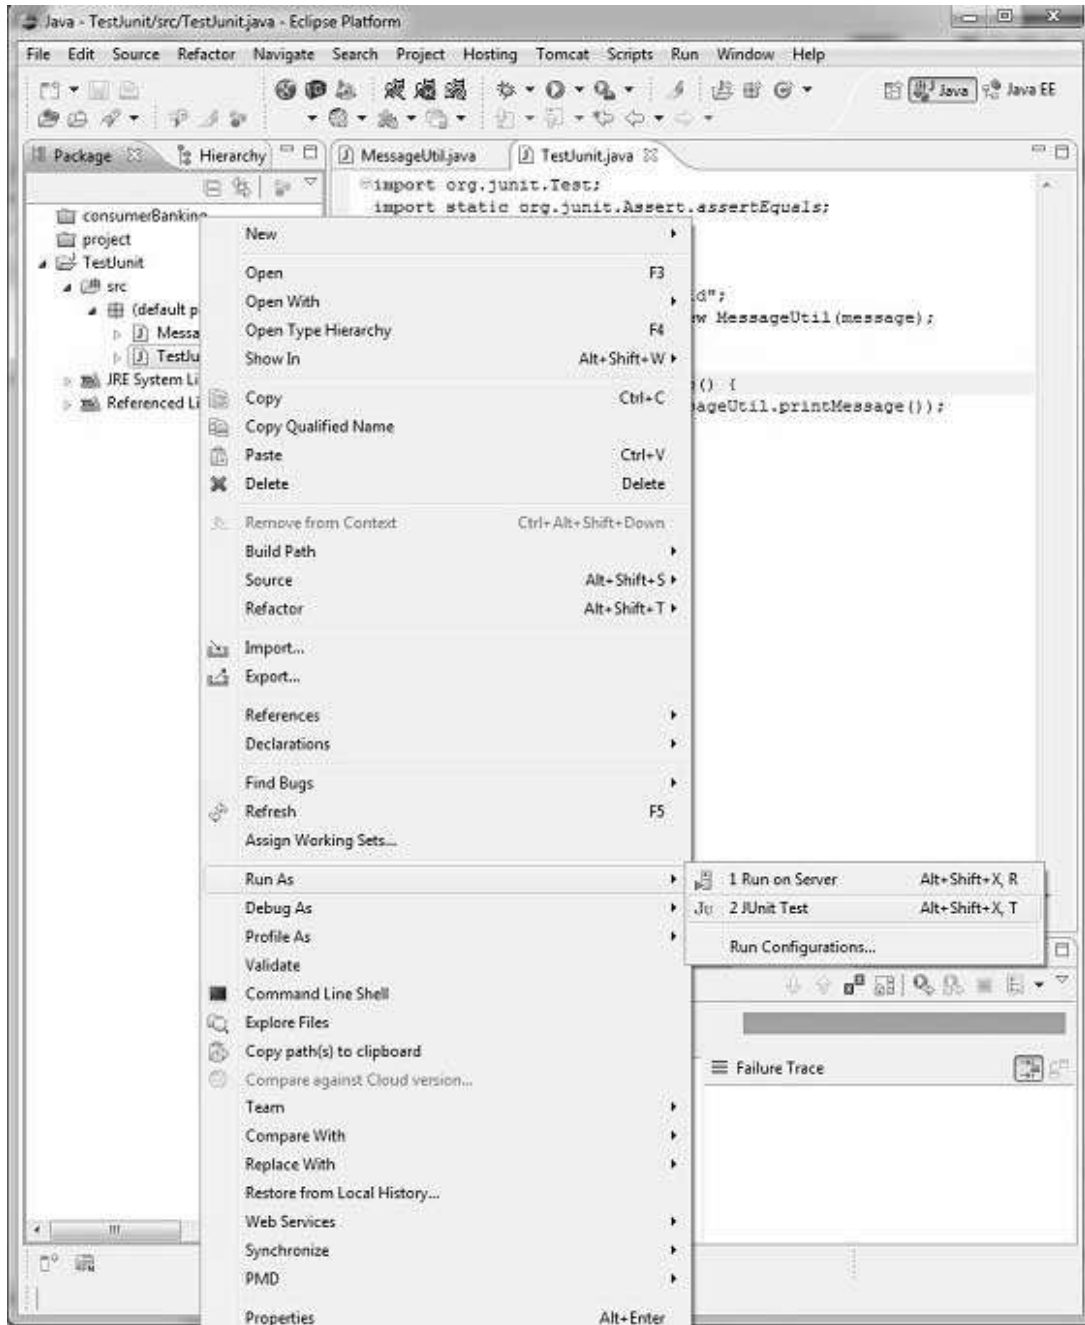 Java - TestJunit/src/TestJunit.java - Eclipse Platform
File Edit Source Refactor Navigate Search Project Hosting Tomcat Scripts Run Window Help
Java Java EE
Package Hierarchy MessageUtil.java TestJunit.java
import org.junit.Test;
import static org.junit.Assert.assertEquals;
consumerBanking
project
TestJunit
src
(default p
Messa
TestJu
JRE System Li
Referenced Li
d";
w MessageUtil(message);
() {
ageUtil.printMessage());
New
Open F3
Open With
Open Type Hierarchy F4
Show In Alt+Shift+W
Copy Ctrl+C
Copy Qualified Name
Paste Ctrl+V
Delete Delete
Remove from Context Ctrl+Alt+Shift+Down
Build Path
Source Alt+Shift+S
Refactor Alt+Shift+T
Import...
Export...
References
Declarations
Find Bugs
Refresh F5
Assign Working Sets...
Run As
Debug As
Profile As
Validate
Command Line Shell
Explore Files
Copy path(s) to clipboard
Compare against Cloud version...
Team
Compare With
Replace With
Restore from Local History...
Web Services
Synchronize
PMD
Properties Alt+Enter
1 Run on Server Alt+Shift+X, R
Ju 2 JUnit Test Alt+Shift+X, T
Run Configurations...
Failure Trace